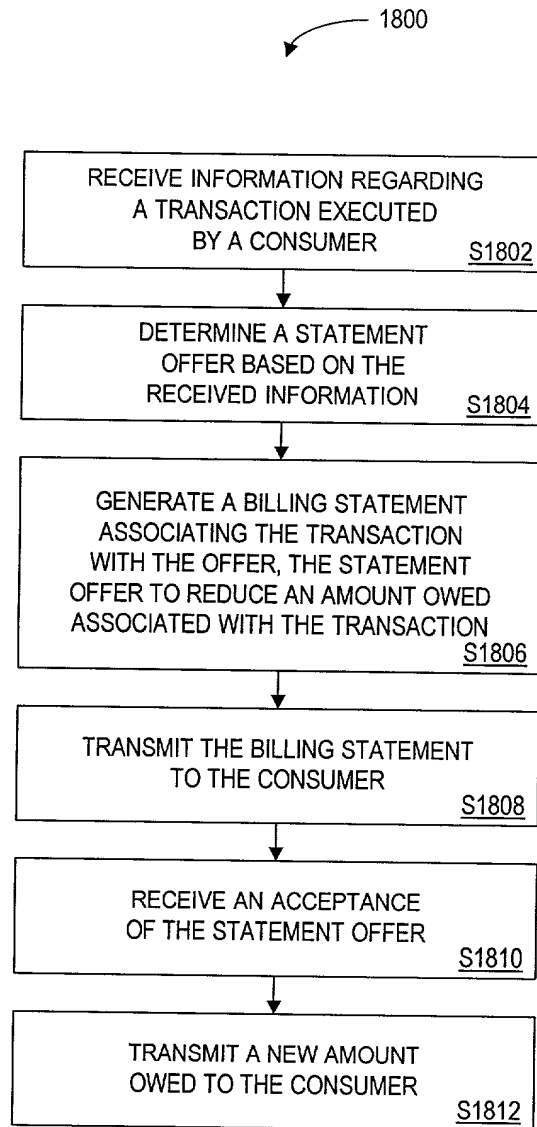 1800
RECEIVE INFORMATION REGARDING
A TRANSACTION EXECUTED
BY A CONSUMER
S1802
DETERMINE A STATEMENT
OFFER BASED ON THE
RECEIVED INFORMATION
S1804
GENERATE A BILLING STATEMENT
ASSOCIATING THE TRANSACTION
WITH THE OFFER, THE STATEMENT
OFFER TO REDUCE AN AMOUNT OWED
ASSOCIATED WITH THE TRANSACTION
S1806
TRANSMIT THE BILLING STATEMENT
TO THE CONSUMER
S1808
RECEIVE AN ACCEPTANCE
OF THE STATEMENT OFFER
S1810
TRANSMIT A NEW AMOUNT
OWED TO THE CONSUMER
S1812